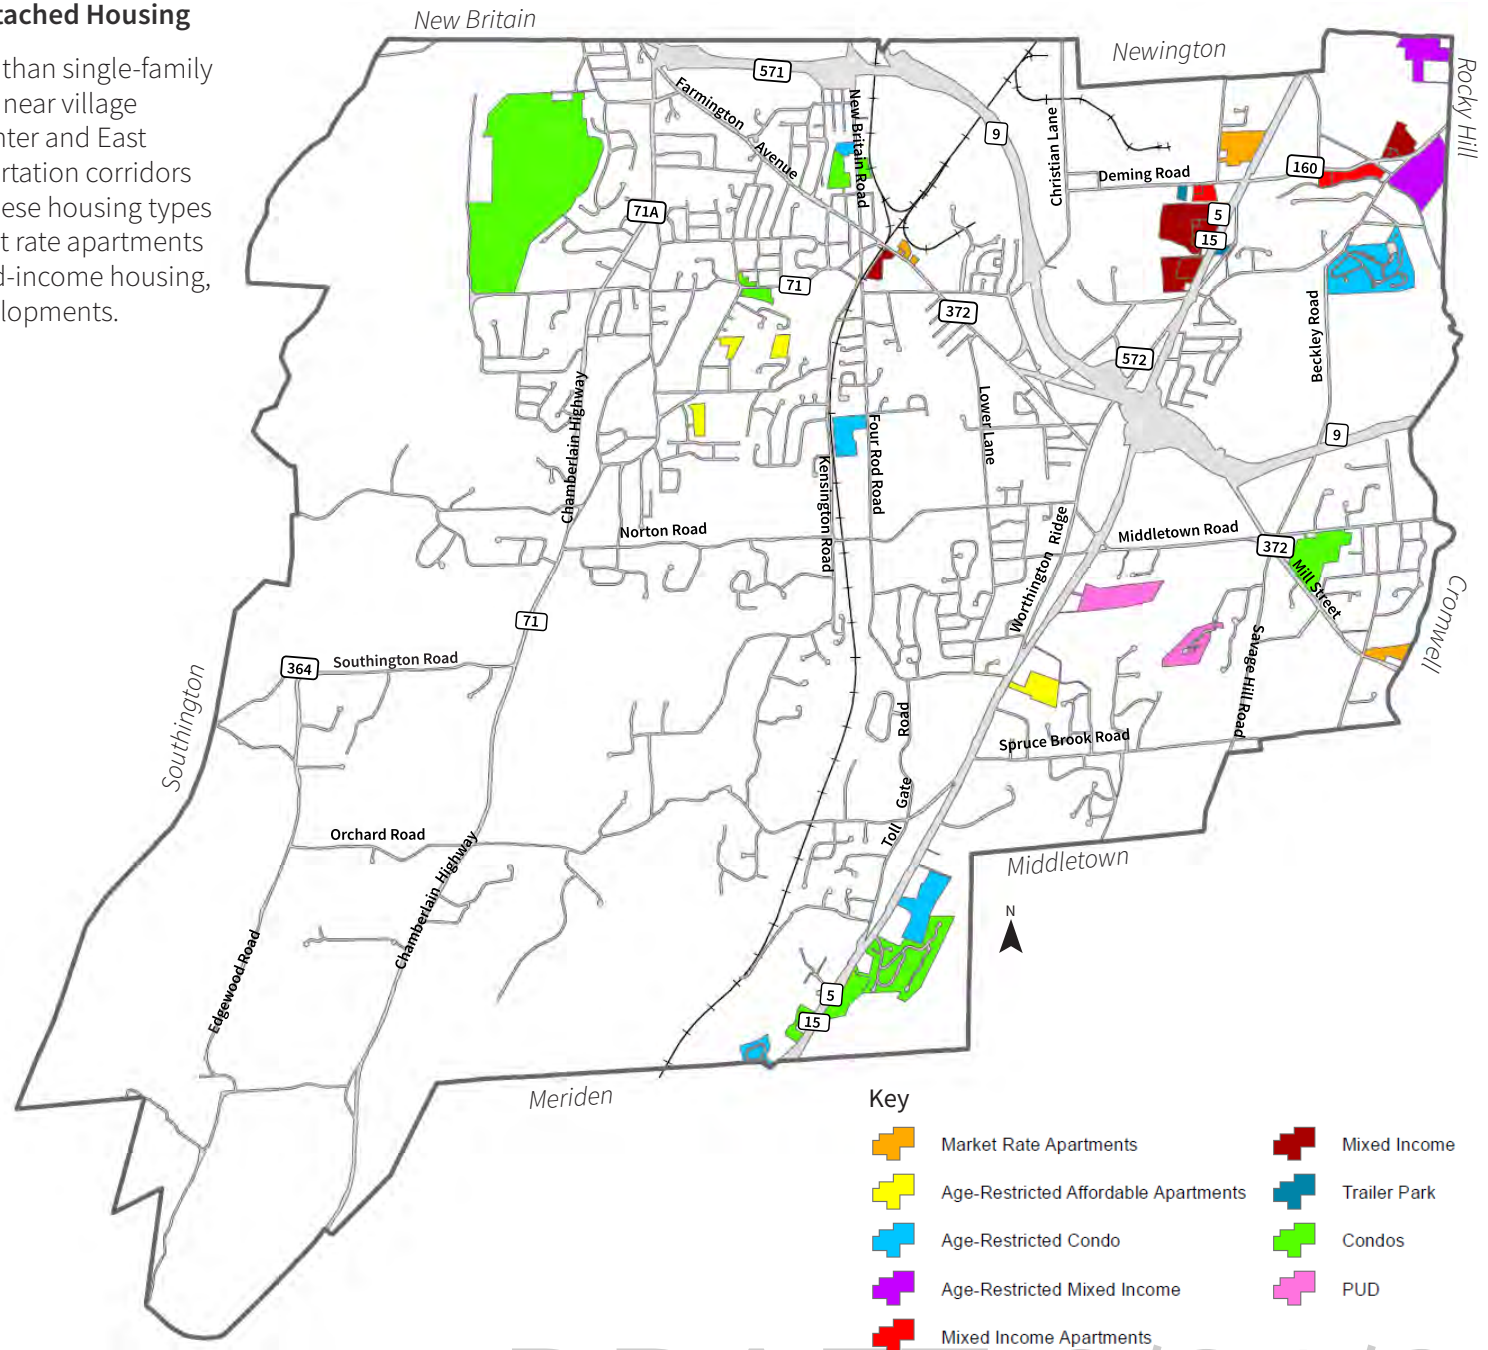 tached Housing
than single-family
near village
nter and East
rtation corridors
ese housing types
t rate apartments
d-income housing,
lopments.
New Britain
Newington
Rocky Hill
Cromwell
Middletown
Meriden
Southington
571
Farmington
Avenue
New Britain Road
9
Christian Lane
Deming Road
160
5
15
71A
71
372
572
Beckley Road
9
Chamberlain Highway
Lower Lane
Four Rod Road
Kensington Road
Norton Road
Worthington Ridge
Middletown Road
372
Mill Street
Savage Hill Road
71
364
Southington Road
Spruce Brook Road
Toll Gate Road
Orchard Road
Chamberlain Highway
Edgewood Road
5
15
N
Key
Market Rate Apartments
Age-Restricted Affordable Apartments
Age-Restricted Condo
Age-Restricted Mixed Income
Mixed Income Apartments
Mixed Income
Trailer Park
Condos
PUD